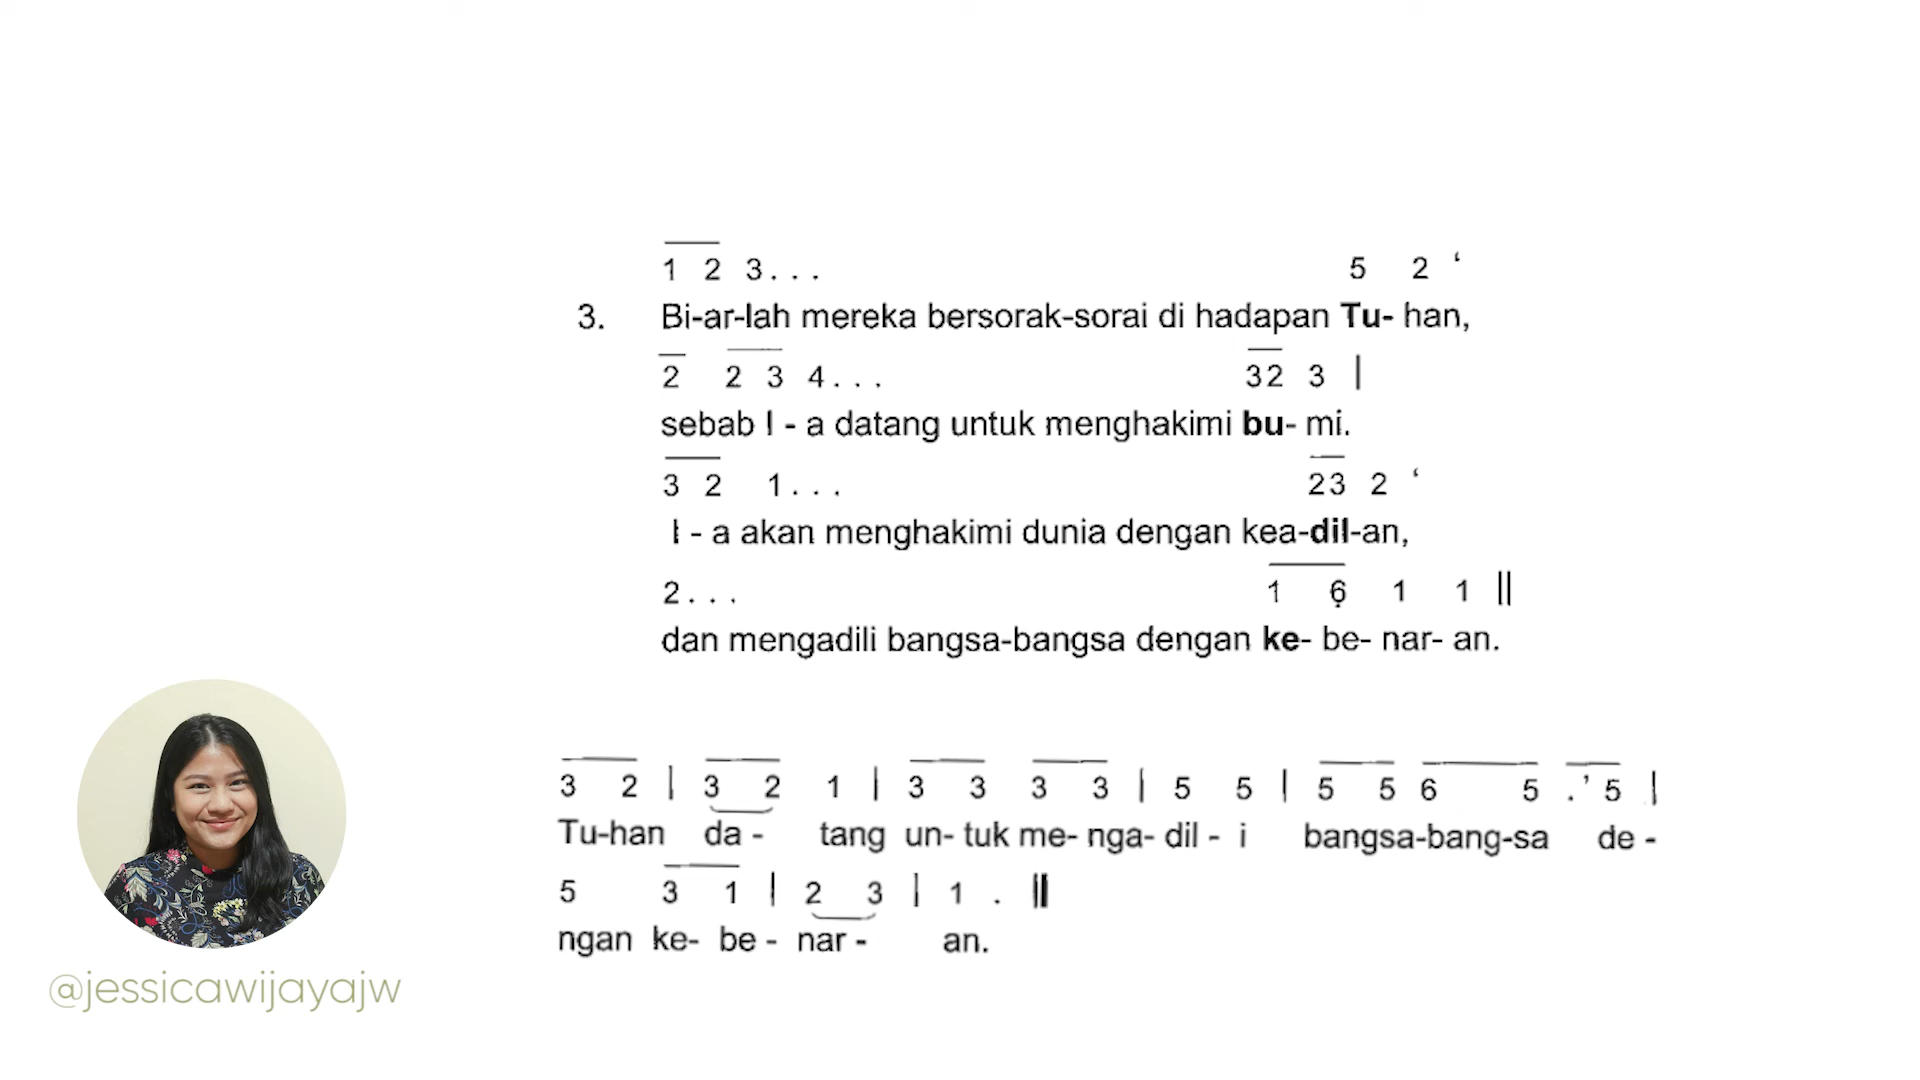 1 2 3... 5 2 ‘
3. Bi-ar-lah mereka bersorak-sorai di hadapan Tu- han,
2 2 3 4... 32 3 |
sebab I - a datang untuk menghakimi bu- mi.
3 2 1... 23 2 ‘
I - a akan menghakimi dunia dengan kea-dil-an,
2... 1 6̣ 1 1 ||
dan mengadili bangsa-bangsa dengan ke- be- nar- an.
3 2 | 3 2 1 | 3 3 3 3 | 5 5 | 5 5 6 5 . ’ 5 |
Tu-han da - tang un- tuk me- nga- dil - i bangsa-bang-sa de -
5 3 1 | 2 3 | 1 . ||
ngan ke- be - nar - an.
@jessicawijayajw